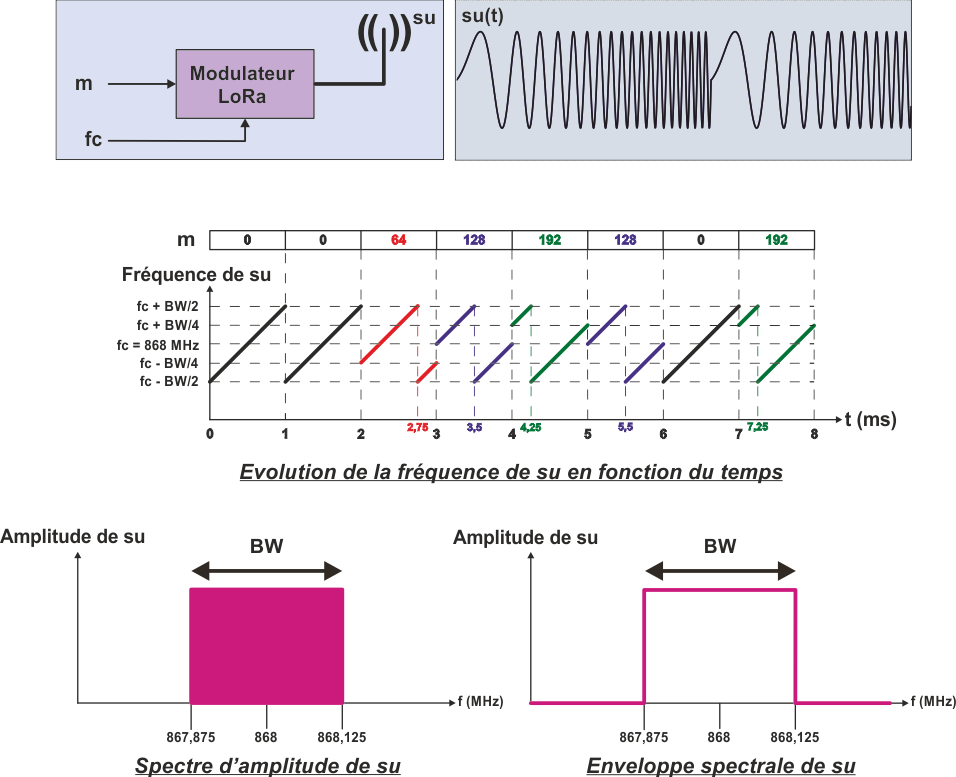 su
su(t)
Modulateur
LoRa
m
fc
m 0 0 64 128 192 128 0 192
Fréquence de su
fc + BW/2
fc + BW/4
fc = 868 MHz
fc - BW/4
fc - BW/2
t (ms)
2,75 3,5 4,25 5,5 7,25
0 1 2 3 4 5 6 7 8
Evolution de la fréquence de su en fonction du temps
Amplitude de su
BW
f (MHz)
867,875 868 868,125
Spectre d'amplitude de su
Amplitude de su
BW
f (MHz)
867,875 868 868,125
Enveloppe spectrale de su